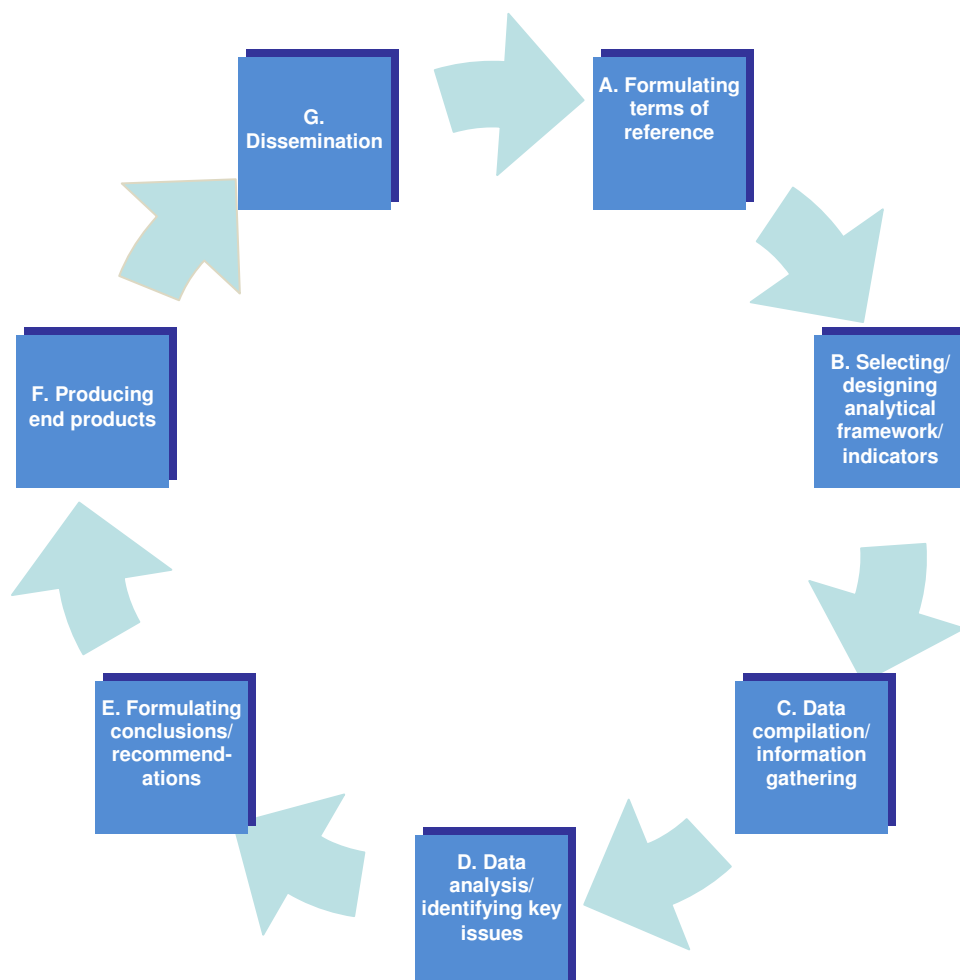 A. Formulating
terms of
reference
B. Selecting/
designing
analytical
framework/
indicators
C. Data
compilation/
information
gathering
D. Data
analysis/
identifying key
issues
E. Formulating
conclusions/
recommend-
ations
F. Producing
end products
G.
Dissemination